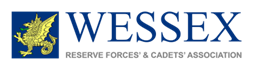 WESSEX
RESERVE FORCES' & CADETS' ASSOCIATION